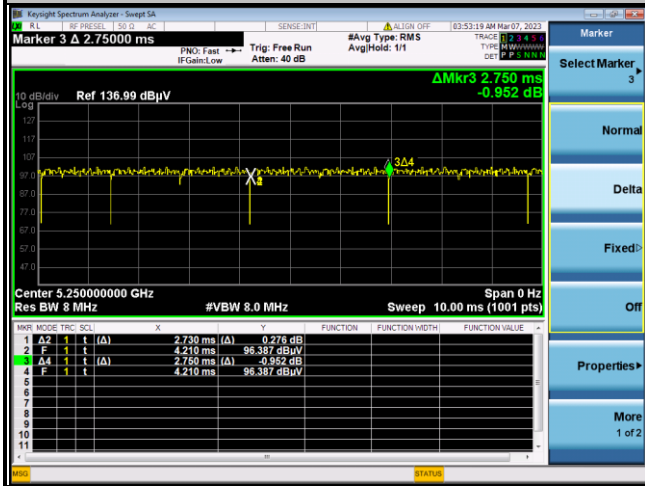 Keysight Spectrum Analyzer - Swept SA
RL RF PRESEL 50 Ω AC SENSE:INT ALIGN OFF 03:53:19 AM Mar 07, 2023
Marker 3 Δ 2.75000 ms
PNO: Fast
IFGain:Low
Trig: Free Run
Atten: 40 dB
#Avg Type: RMS
Avg|Hold: 1/1
TRACE 1 2 3 4 5 6
TYPE MWWWWW
DET P P S N N N
ΔMkr3 2.750 ms
-0.952 dB
10 dB/div Ref 136.99 dBµV
Log
127
117
107
97.0
87.0
77.0
67.0
57.0
47.0
3Δ4
Center 5.250000000 GHz Span 0 Hz
Res BW 8 MHz #VBW 8.0 MHz Sweep 10.00 ms (1001 pts)
MKR MODE TRC SCL X Y FUNCTION FUNCTION WIDTH FUNCTION VALUE
1 Δ2 1 t (Δ) 2.730 ms (Δ) 0.276 dB
2 F 1 t 4.210 ms 96.387 dBµV
3 Δ4 1 t (Δ) 2.750 ms (Δ) -0.952 dB
4 F 1 t 4.210 ms 96.387 dBµV
5
6
7
8
9
10
11
MSG STATUS
Marker
Select Marker
3
Normal
Delta
Fixed
Off
Properties
More
1 of 2